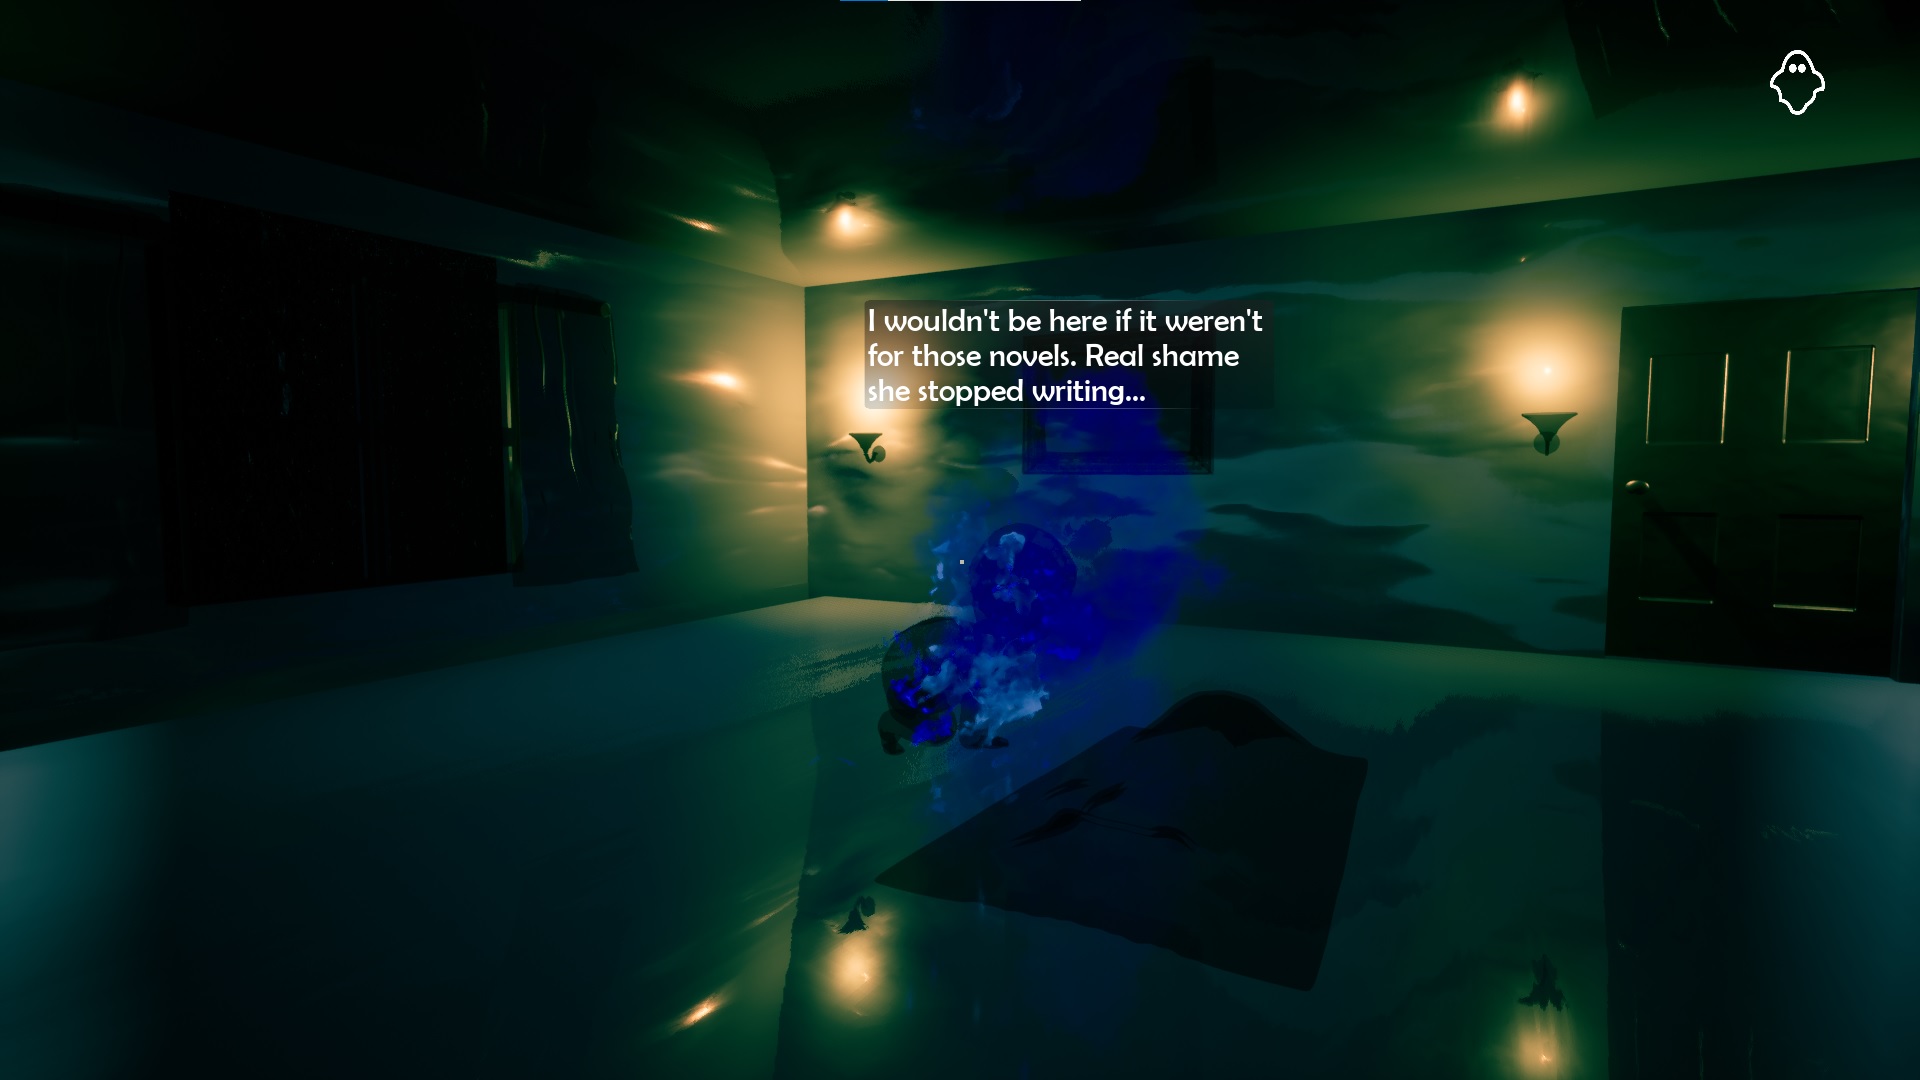 I wouldn't be here if it weren't
for those novels. Real shame
she stopped writing...